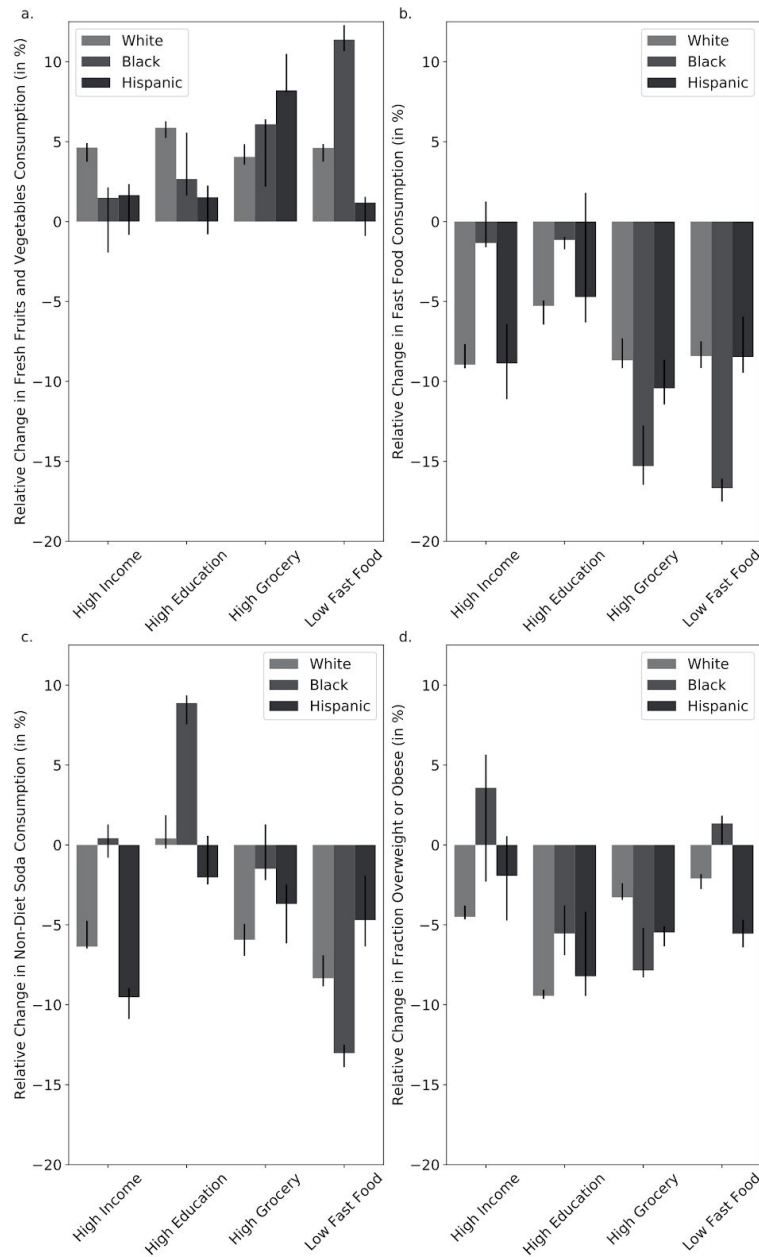 a.
Relative Change in Fresh Fruits and Vegetables Consumption (in %)
White
Black
Hispanic
10
5
0
−5
−10
−15
−20
High Income
High Education
High Grocery
Low Fast Food
b.
Relative Change in Fast Food Consumption (in %)
White
Black
Hispanic
10
5
0
−5
−10
−15
−20
High Income
High Education
High Grocery
Low Fast Food
c.
Relative Change in Non-Diet Soda Consumption (in %)
White
Black
Hispanic
10
5
0
−5
−10
−15
−20
High Income
High Education
High Grocery
Low Fast Food
d.
Relative Change in Fraction Overweight or Obese (in %)
White
Black
Hispanic
10
5
0
−5
−10
−15
−20
High Income
High Education
High Grocery
Low Fast Food